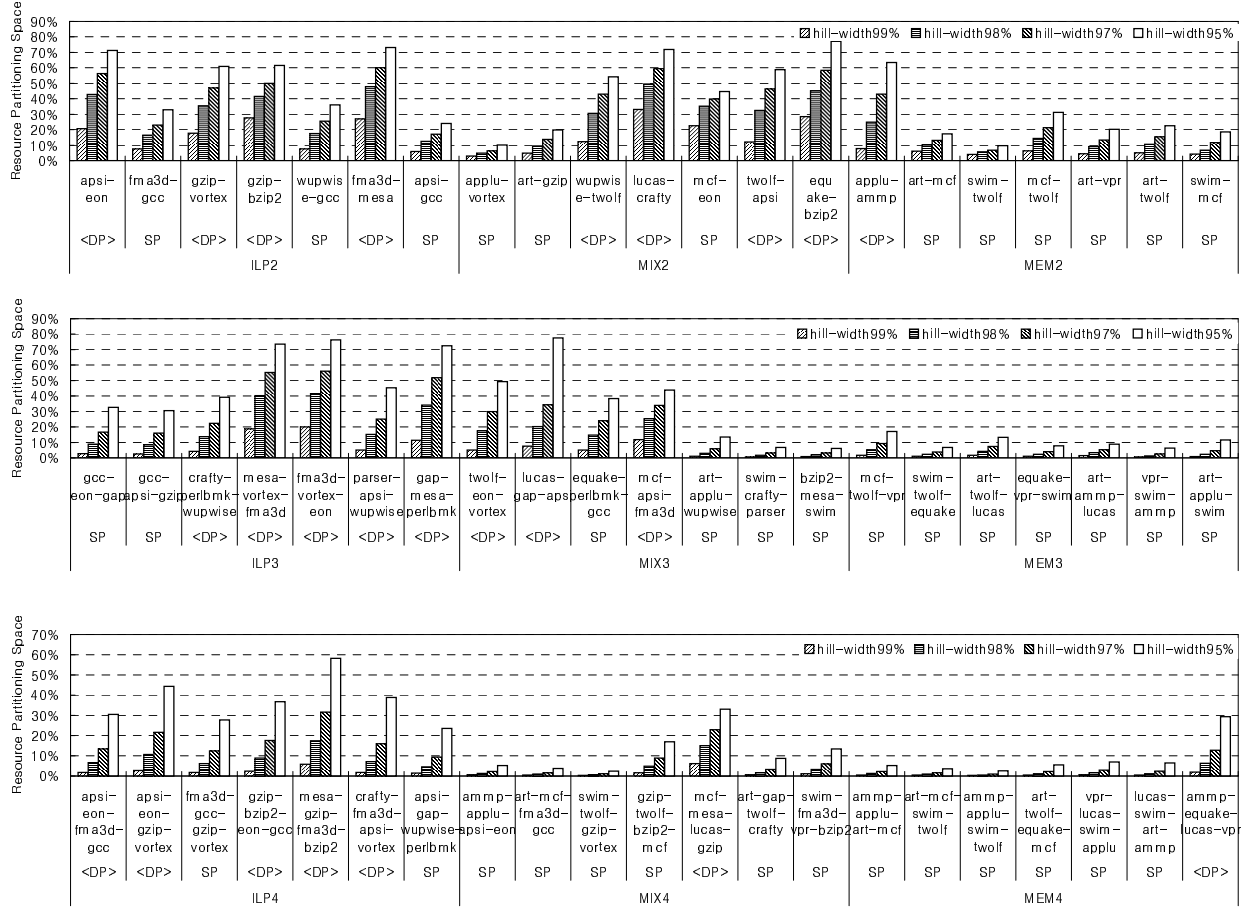 Resource Partitioning Space
90%
80%
70%
60%
50%
40%
30%
20%
10%
0%
hill-width99% hill-width98% hill-width97% hill-width95%
apsi- fma3d- gzip- gzip- wupwis fma3d- apsi- applu- art-gzip wupwis lucas- mcf- twolf- equ applu- art-mcf swim- mcf- art-vpr art- swim-
eon gcc vortex bzip2 e-gcc mesa gcc vortex e-twolf crafty eon apsi ake- ammp twolf twolf twolf mcf
bzip2
<DP> SP <DP> <DP> SP <DP> SP SP SP <DP> <DP> SP <DP> <DP> <DP> SP SP SP SP SP SP
ILP2 MIX2 MEM2
Resource Partitioning Space
90%
80%
70%
60%
50%
40%
30%
20%
10%
0%
hill-width99% hill-width98% hill-width97% hill-width95%
gcc- gcc- crafty- mesa- fma3d- parser- gap- twolf- lucas- equake- mcf- art- swim- bzip2- mcf- swim- art- equake- art- vpr- art-
eon-gap apsi-gzip perlbmk- vortex- vortex- apsi- mesa- eon- gap-apsi perlbmk- apsi- applu- crafty- mesa- twolf-vpr twolf- twolf- vpr-swim ammp- swim- applu-
wupwise fma3d eon wupwise perlbmk vortex gcc fma3d wupwise parser swim equake lucas lucas ammp swim
SP SP <DP> <DP> <DP> <DP> <DP> <DP> <DP> SP <DP> SP SP SP SP SP SP SP SP SP SP
ILP3 MIX3 MEM3
Resource Partitioning Space
70%
60%
50%
40%
30%
20%
10%
0%
hill-width99% hill-width98% hill-width97% hill-width95%
apsi- apsi- fma3d- gzip- mesa- crafty- apsi- ammp- art-mcf- swim- gzip- mcf- art-gap- swim- ammp- art-mcf- ammp- art- vpr- lucas- ammp-
eon- eon- gcc- bzip2- gzip- fma3d- gap- applu- fma3d- twolf- twolf- mesa- twolf- fma3d- applu- swim- applu- twolf- lucas- swim- equake-
fma3d- gzip- gzip- eon-gcc fma3d- apsi- wupwise- apsi-eon gcc gzip- bzip2- lucas- crafty vpr-bzip2 art-mcf twolf swim- equake- swim- art- lucas-vpr
gcc vortex vortex bzip2 vortex perlbmk vortex mcf gzip twolf mcf applu ammp
<DP> <DP> SP <DP> <DP> <DP> SP SP SP SP SP <DP> SP SP SP SP SP SP SP SP <DP>
ILP4 MIX4 MEM4